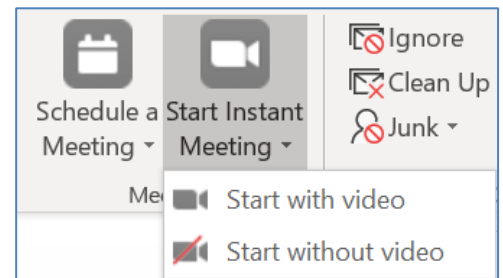 Schedule a
Meeting
Start Instant
Meeting
Ignore
Clean Up
Junk
Start with video
Start without video